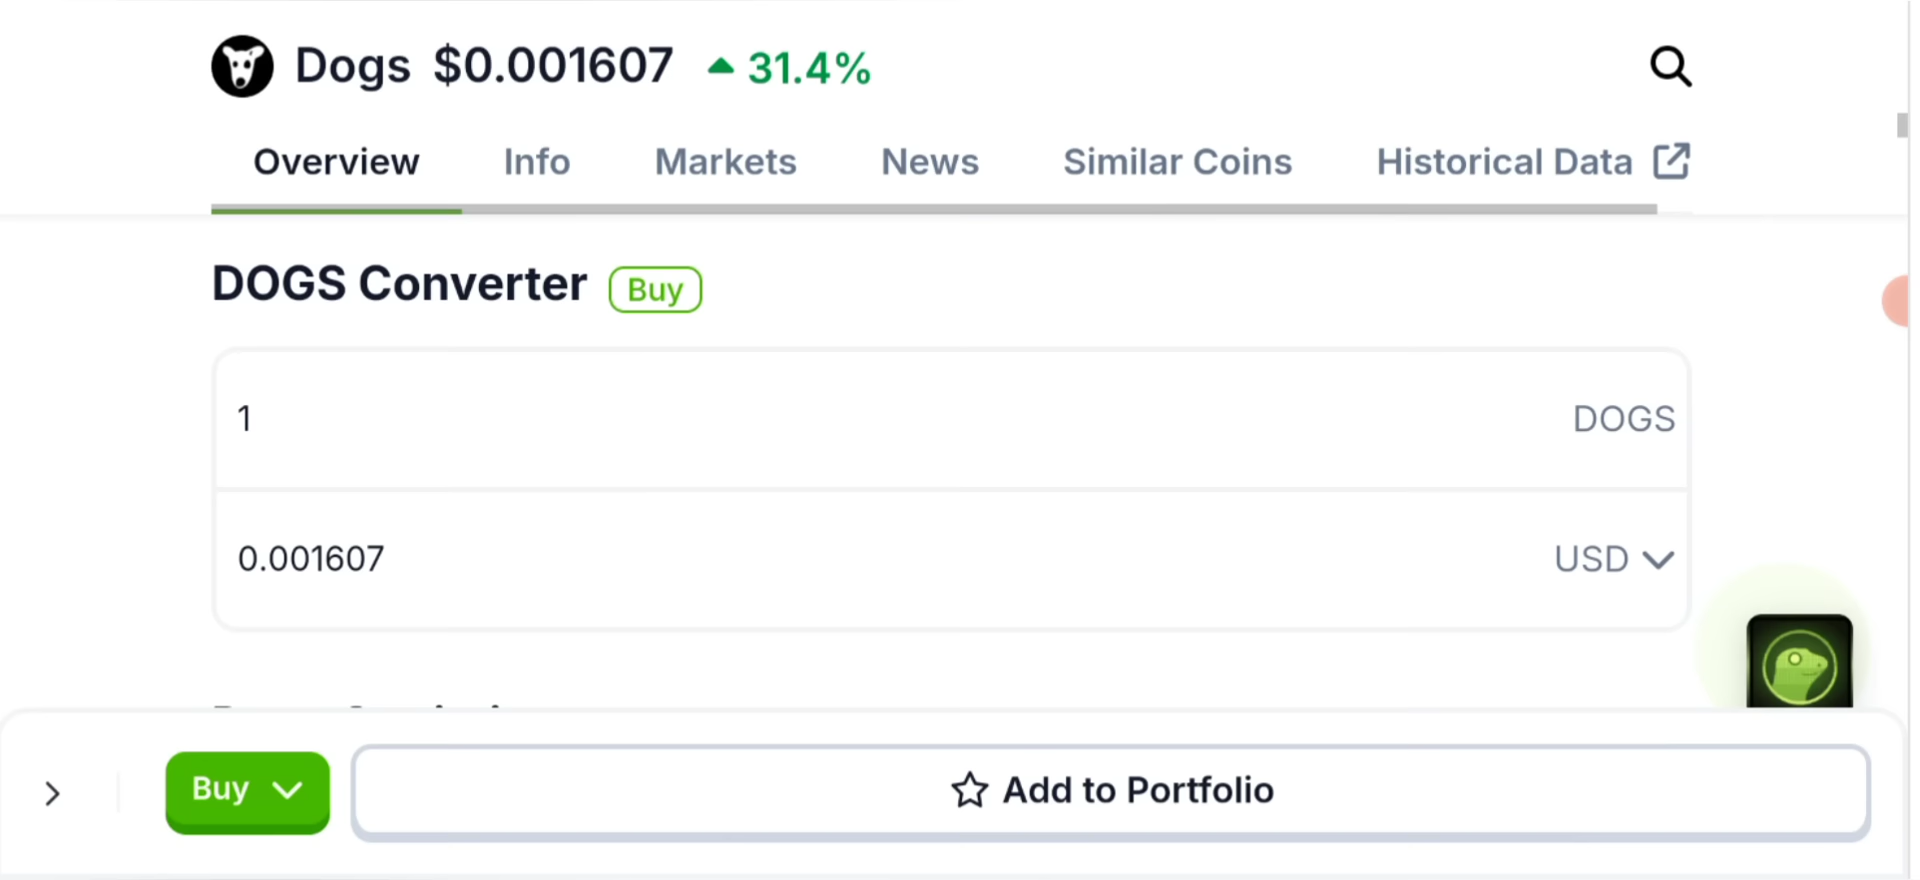 Dogs $0.001607 ▲ 31.4%
Overview Info Markets News Similar Coins Historical Data
DOGS Converter Buy
1 DOGS
0.001607 USD
Buy Add to Portfolio